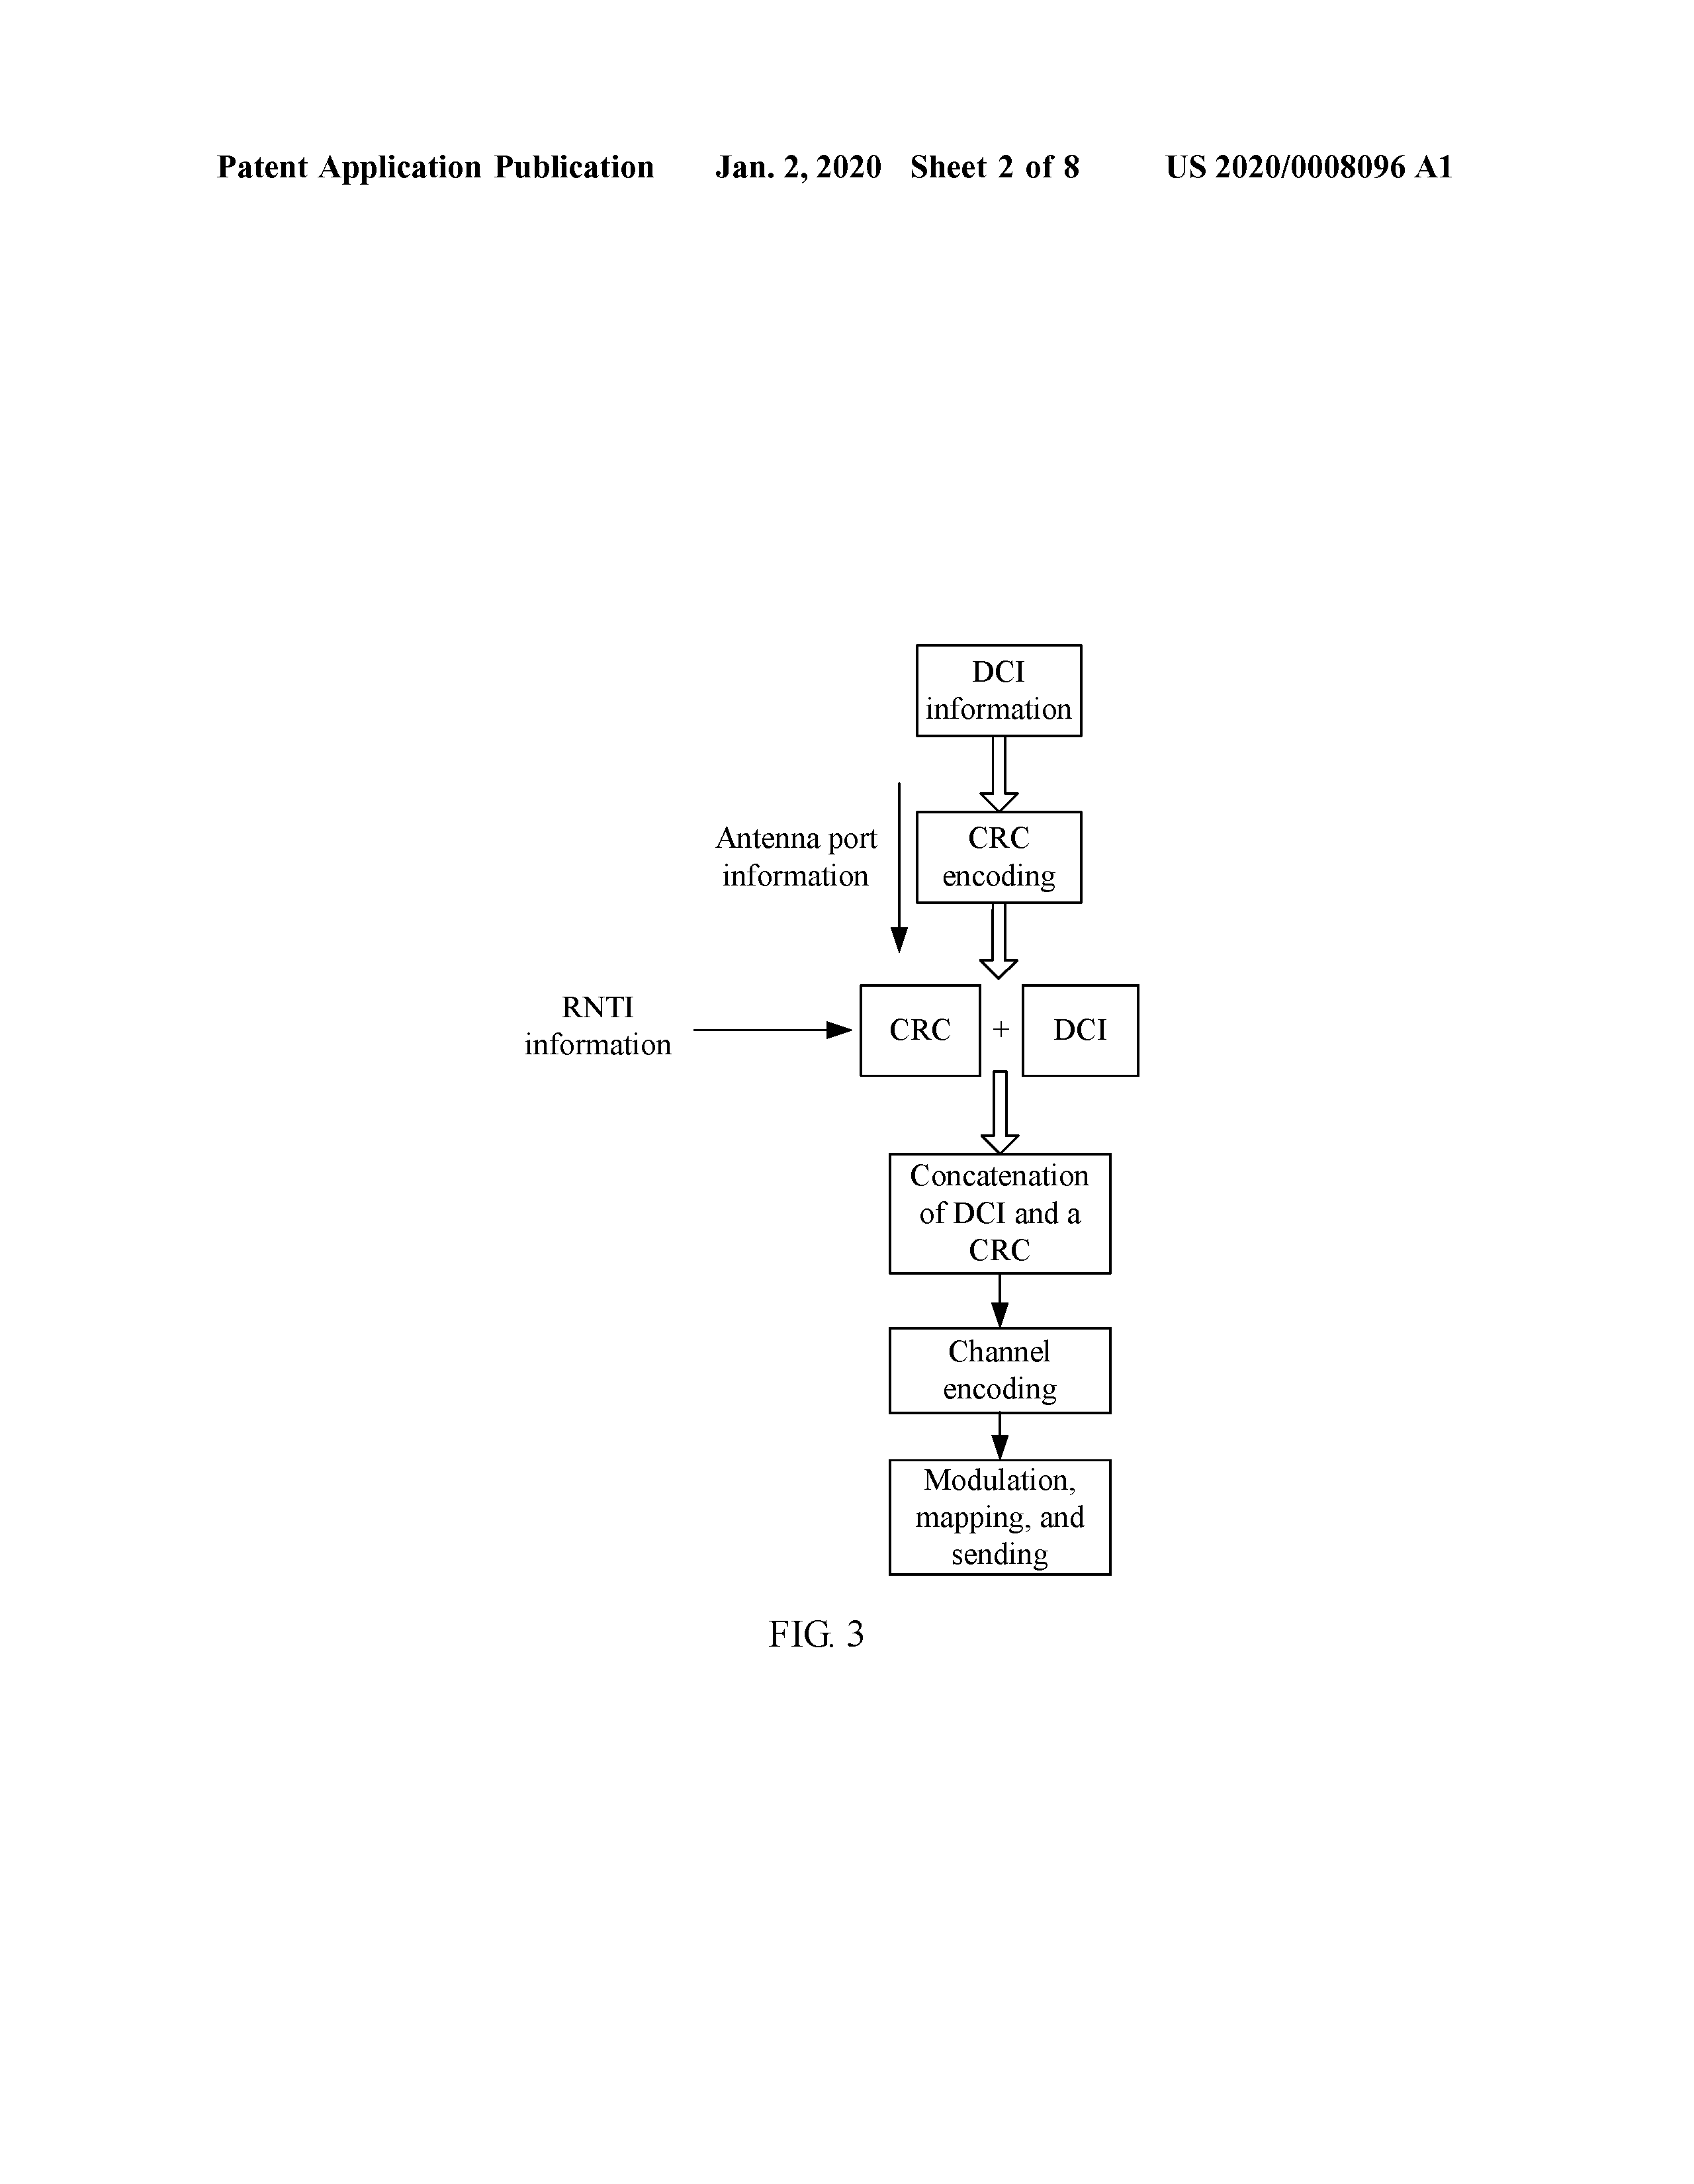 Patent Application Publication Jan. 2, 2020 Sheet 2 of 8 US 2020/0008096 A1
DCI
information
Antenna port
information
CRC
encoding
RNTI
information
CRC + DCI
Concatenation
of DCI and a
CRC
Channel
encoding
Modulation,
mapping, and
sending
FIG. 3